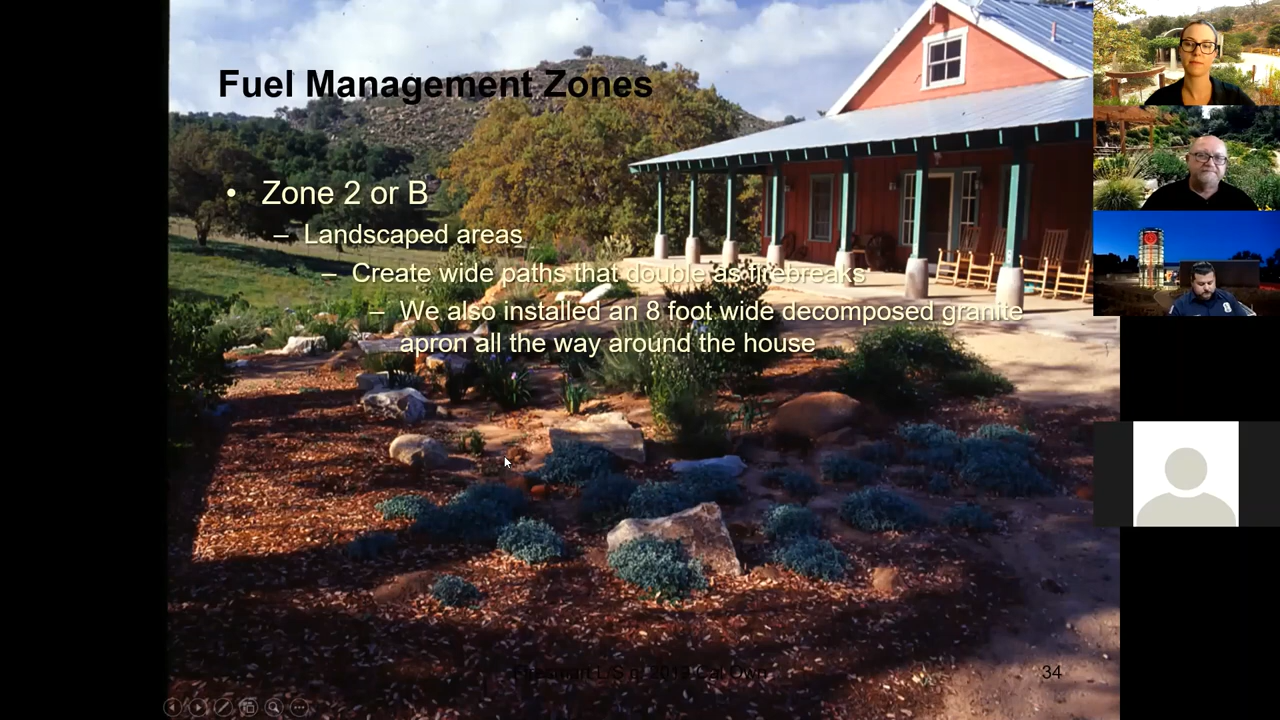 Fuel Management Zones
• Zone 2 or B
– Landscaped areas
– Create wide paths that double as firebreaks
– We also installed an 8 foot wide decomposed granite
apron all the way around the house
34